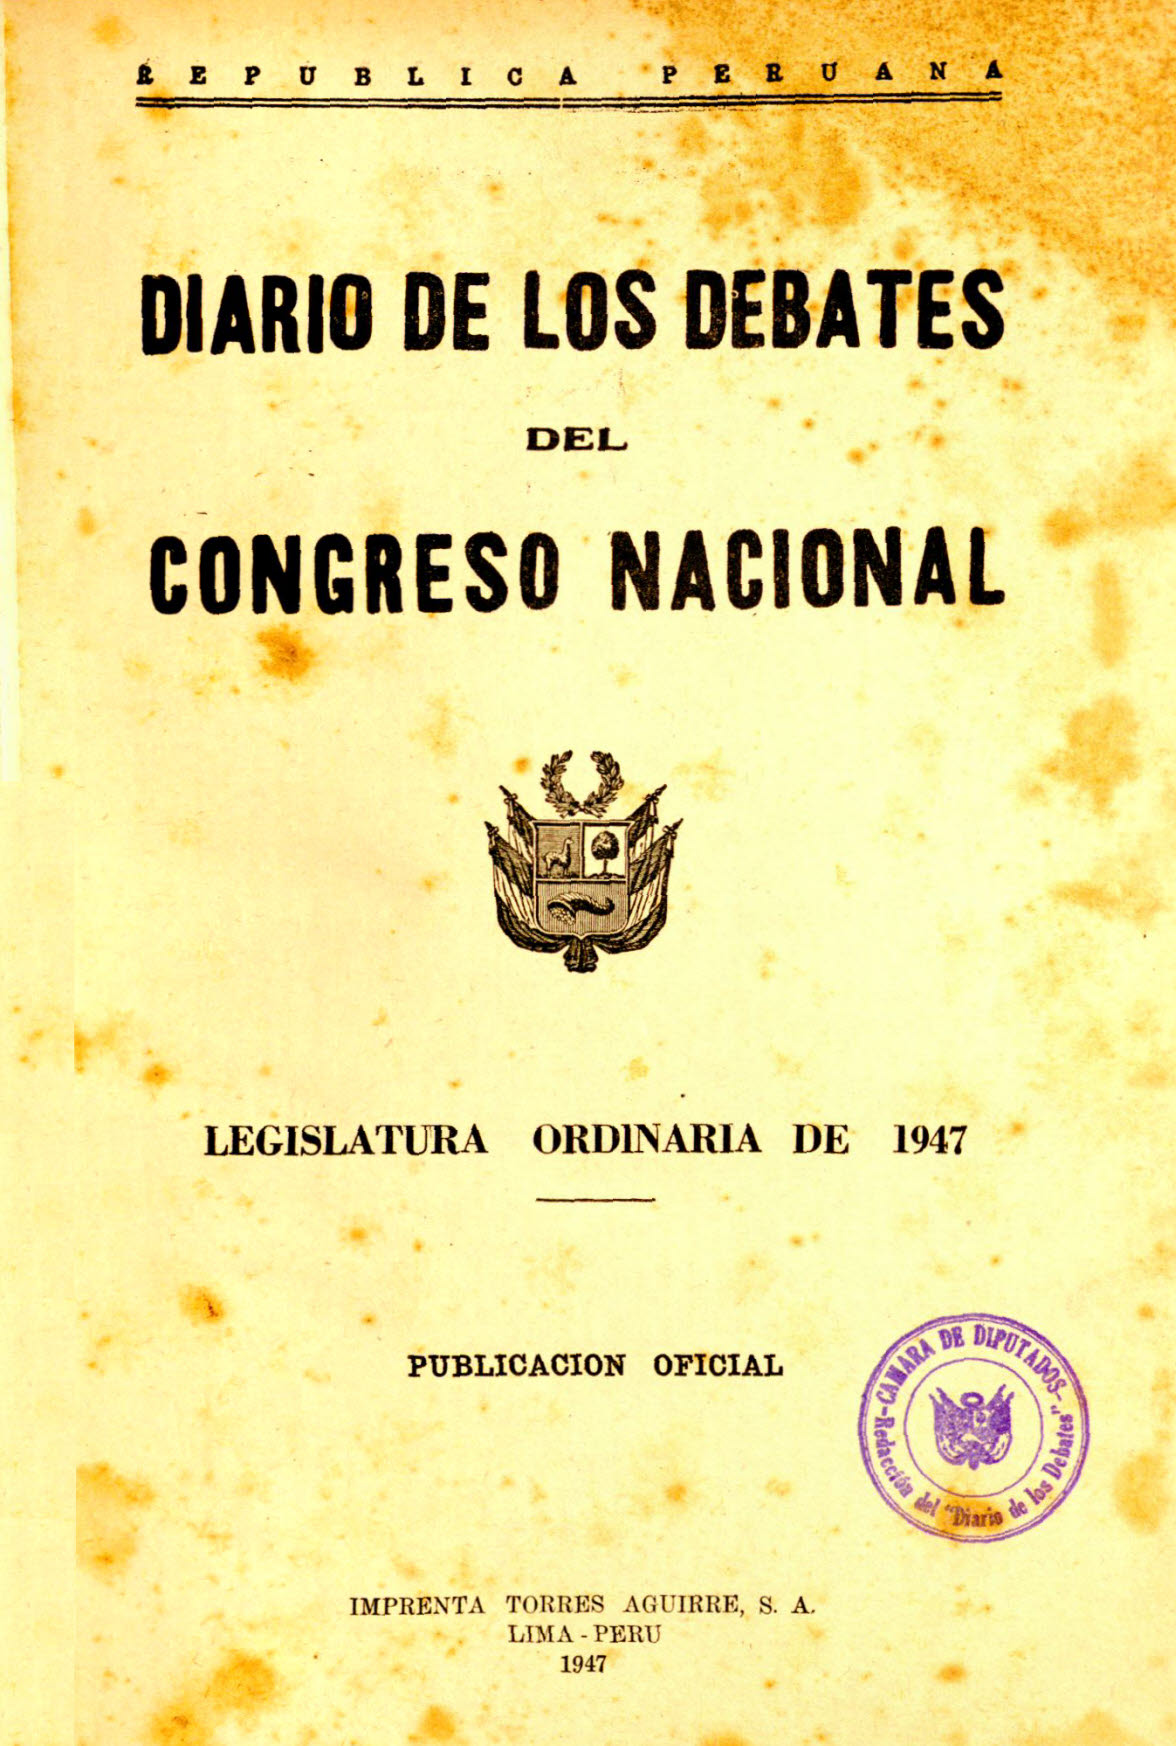 REPUBLICA PERUANA
DIARIO DE LOS DEBATES
DEL
CONGRESO NACIONAL
LEGISLATURA ORDINARIA DE 1947
PUBLICACION OFICIAL
-CAMARA DE DIPUTADOS-
Redacción del "Diario de los Debates"
IMPRENTA TORRES AGUIRRE, S. A.
LIMA - PERU
1947